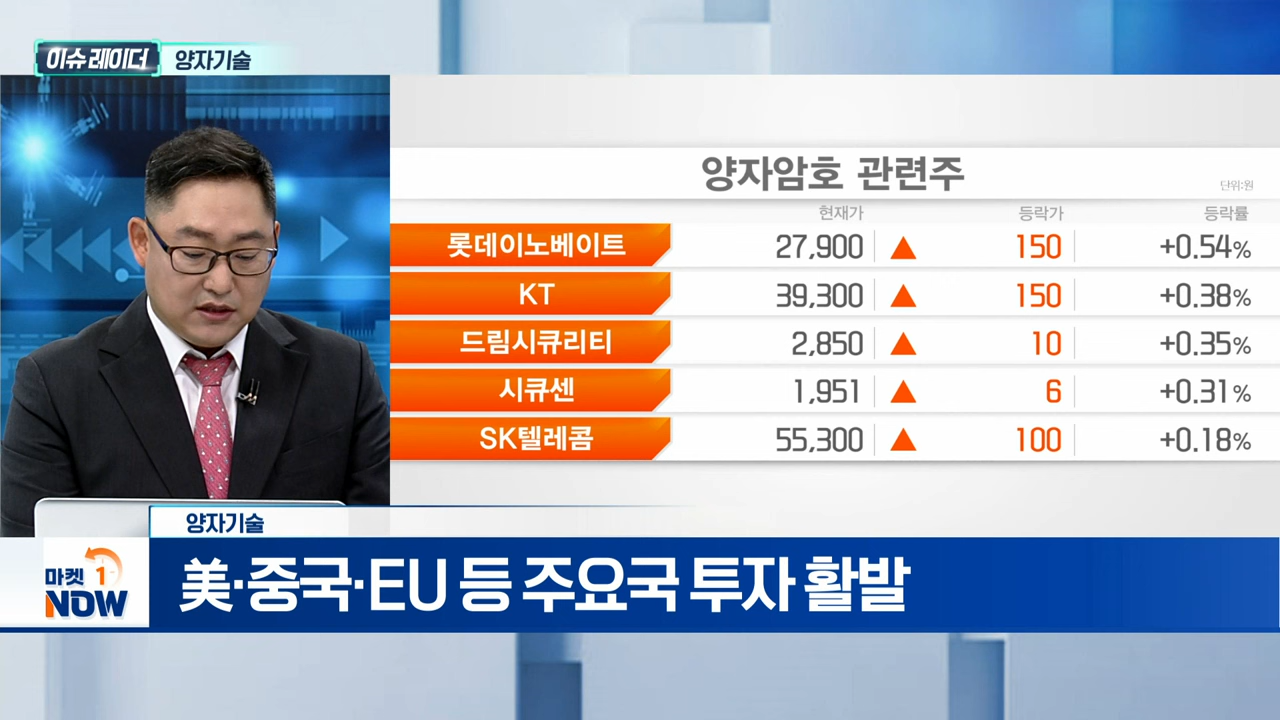 이슈레이더 양자기술
양자암호 관련주
단위:원
현재가 등락가 등락률
롯데이노베이트 27,900 ▲ 150 +0.54%
KT 39,300 ▲ 150 +0.38%
드림시큐리티 2,850 ▲ 10 +0.35%
시큐센 1,951 ▲ 6 +0.31%
SK텔레콤 55,300 ▲ 100 +0.18%
양자기술
마켓 1
NOW
美·중국·EU 등 주요국 투자 활발